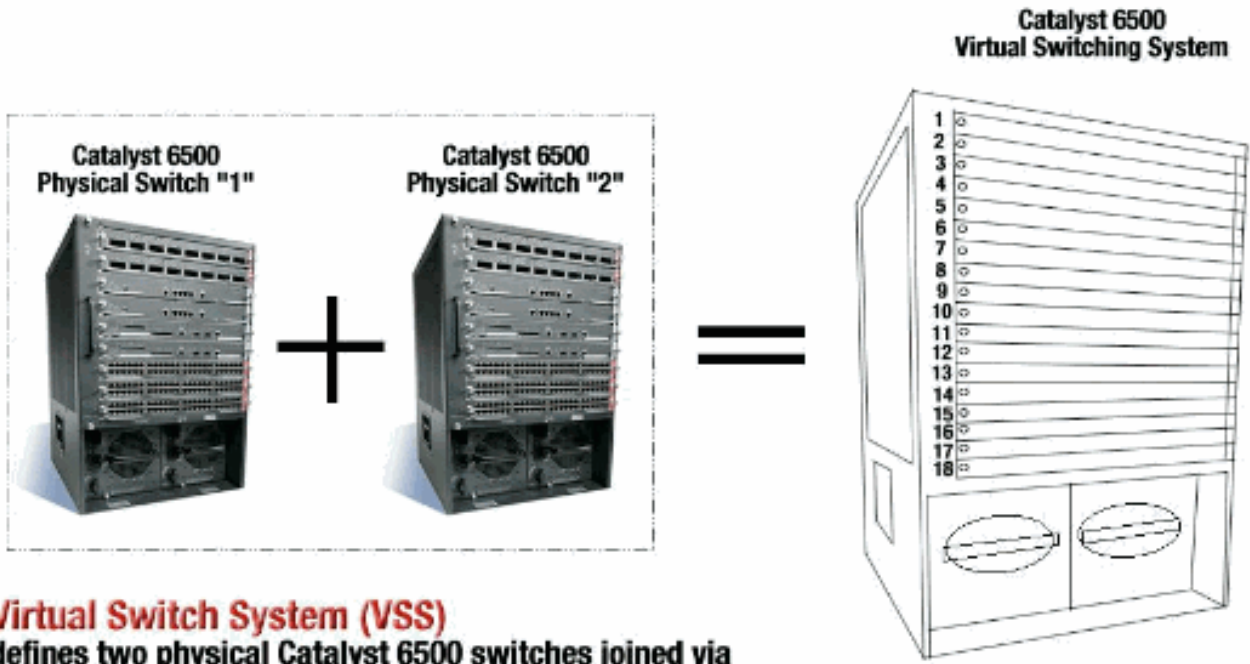 Catalyst 6500
Virtual Switching System
Catalyst 6500
Physical Switch "1"
Catalyst 6500
Physical Switch "2"
1
2
3
4
5
6
7
8
9
10
11
12
13
14
15
16
17
18
Virtual Switch System (VSS)
defines two physical Catalyst 6500 switches joined via